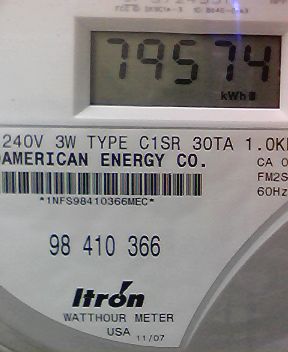 79574
kWh
240V 3W TYPE C1SR 30TA 1.0K
AMERICAN ENERGY CO.
CA 0
FM2S
60Hz
*1NFS98410366MEC*
98 410 366
Itron
WATTHOUR METER
USA 11/07